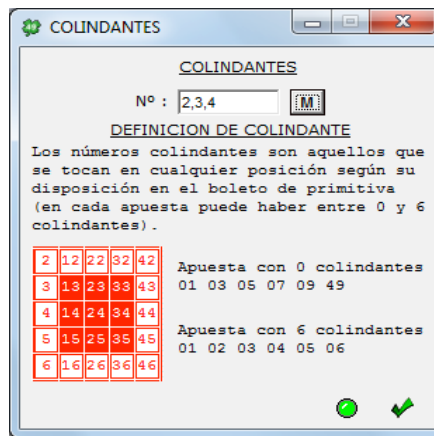 COLINDANTES
COLINDANTES
Nº : 2,3,4 M
DEFINICION DE COLINDANTE
Los números colindantes son aquellos que
se tocan en cualquier posición según su
disposición en el boleto de primitiva
(en cada apuesta puede haber entre 0 y 6
colindantes).
2 12 22 32 42
3 13 23 33 43
4 14 24 34 44
5 15 25 35 45
6 16 26 36 46
Apuesta con 0 colindantes
01 03 05 07 09 49
Apuesta con 6 colindantes
01 02 03 04 05 06